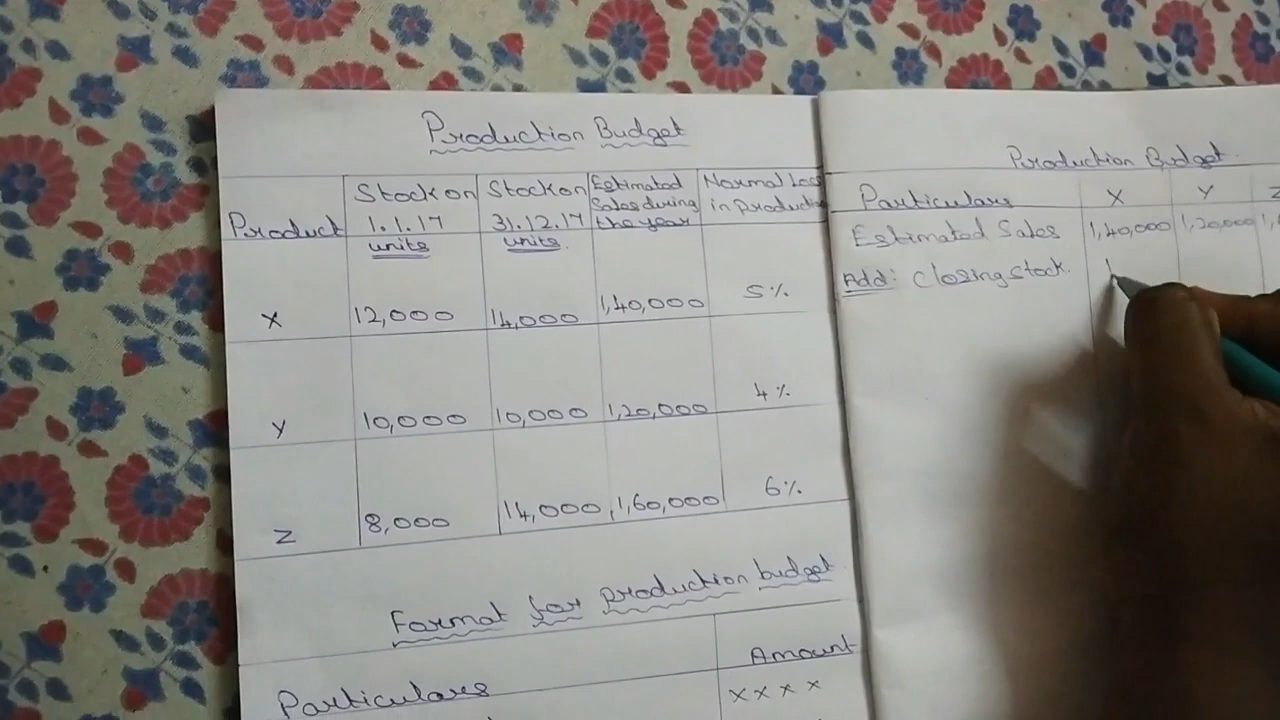 Production Budget
Product
Stock on
1.1.17
units
Stock on
31.12.17
units.
Estimated
Sales during
the year
Normal Loss
in
X 12,000 14,000 1,40,000 5%
Y 10,000 10,000 1,20,000 4%
Z 8,000 14,000 1,60,000 6%
Format for production budget
Particulars Amount
x x x x
Production Budget.
Particulars X Y
Estimated Sales 1,40,000 1,20,000
Add: Closing stock.